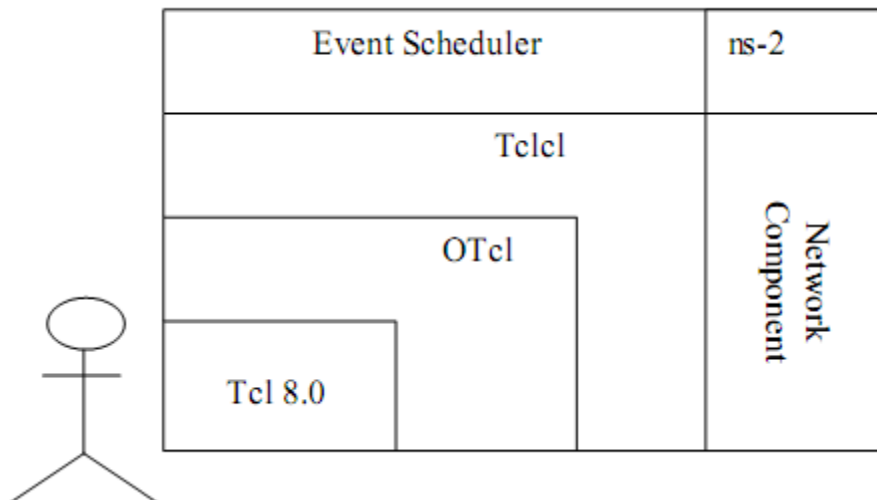 Event Scheduler
ns-2
Tclcl
OTcl
Tcl 8.0
Network
Component